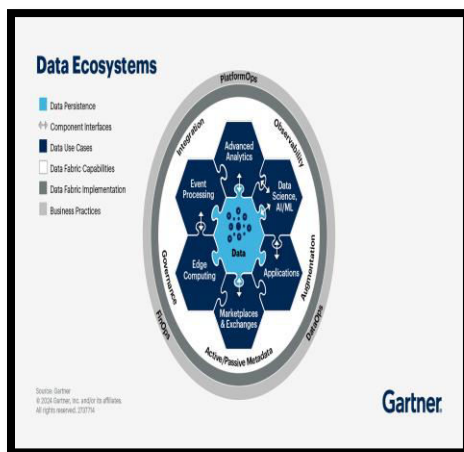 Data Ecosystems
Data Persistence
Component Interfaces
Data Use Cases
Data Fabric Capabilities
Data Fabric Implementation
Business Practices
PlatformOps
Integration
Observability
Advanced
Analytics
Event
Processing
Data
Science,
AI/ML
Data
Edge
Computing
Applications
Marketplaces
& Exchanges
Governance
Augmentation
FinOps
DataOps
Active/Passive Metadata
Source: Gartner
© 2024 Gartner, Inc. and/or its affiliates.
All rights reserved. 2737714
Gartner